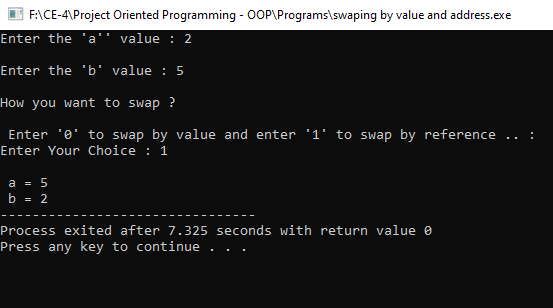 F:\CE-4\Project Oriented Programming - OOP\Programs\swaping by value and address.exe
Enter the 'a'' value : 2
Enter the 'b' value : 5
How you want to swap ?
Enter '0' to swap by value and enter '1' to swap by reference .. :
Enter Your Choice : 1
a = 5
b = 2
--------------------------------
Process exited after 7.325 seconds with return value 0
Press any key to continue . . .